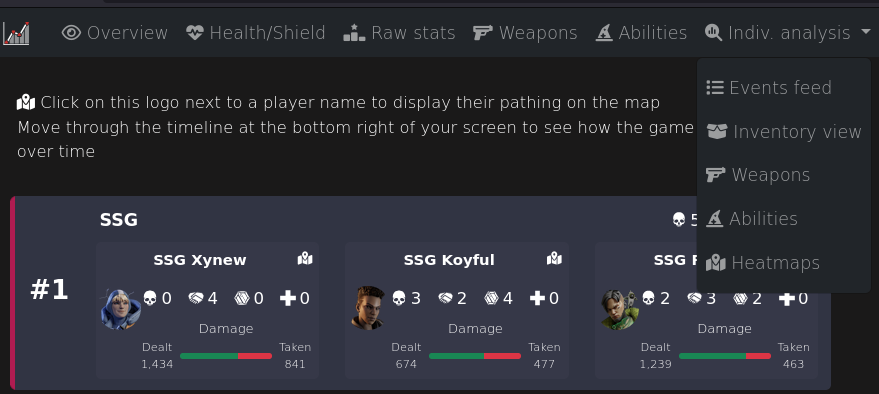 Overview Health/Shield Raw stats Weapons Abilities Indiv. analysis
Events feed
Inventory view
Weapons
Abilities
Heatmaps
Click on this logo next to a player name to display their pathing on the map
Move through the timeline at the bottom right of your screen to see how the game
over time
#1
SSG
SSG Xynew
0 4 0 0
Damage
Dealt Taken
1,434 841
SSG Koyful
3 2 4 0
Damage
Dealt Taken
674 477
SSG
2 3 2 0
Damage
Dealt Taken
1,239 463